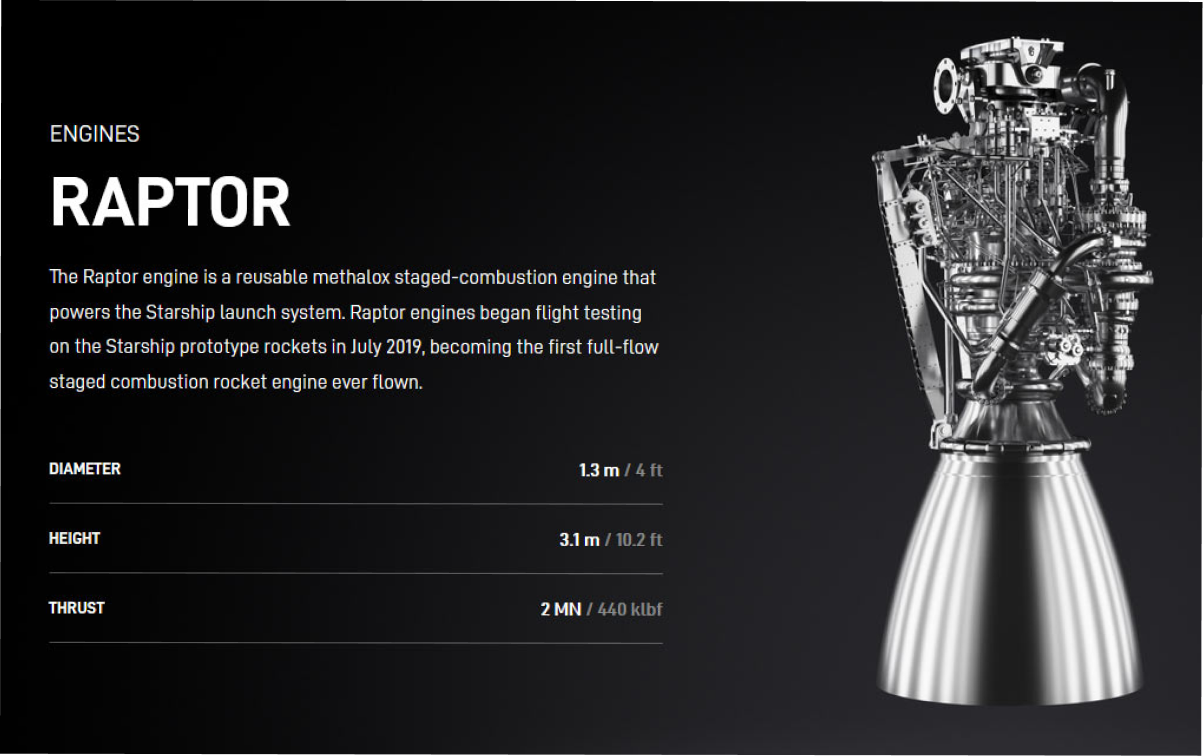 ENGINES
RAPTOR
The Raptor engine is a reusable methalox staged-combustion engine that
powers the Starship launch system. Raptor engines began flight testing
on the Starship prototype rockets in July 2019, becoming the first full-flow
staged combustion rocket engine ever flown.
DIAMETER 1.3 m / 4 ft
HEIGHT 3.1 m / 10.2 ft
THRUST 2 MN / 440 klbf